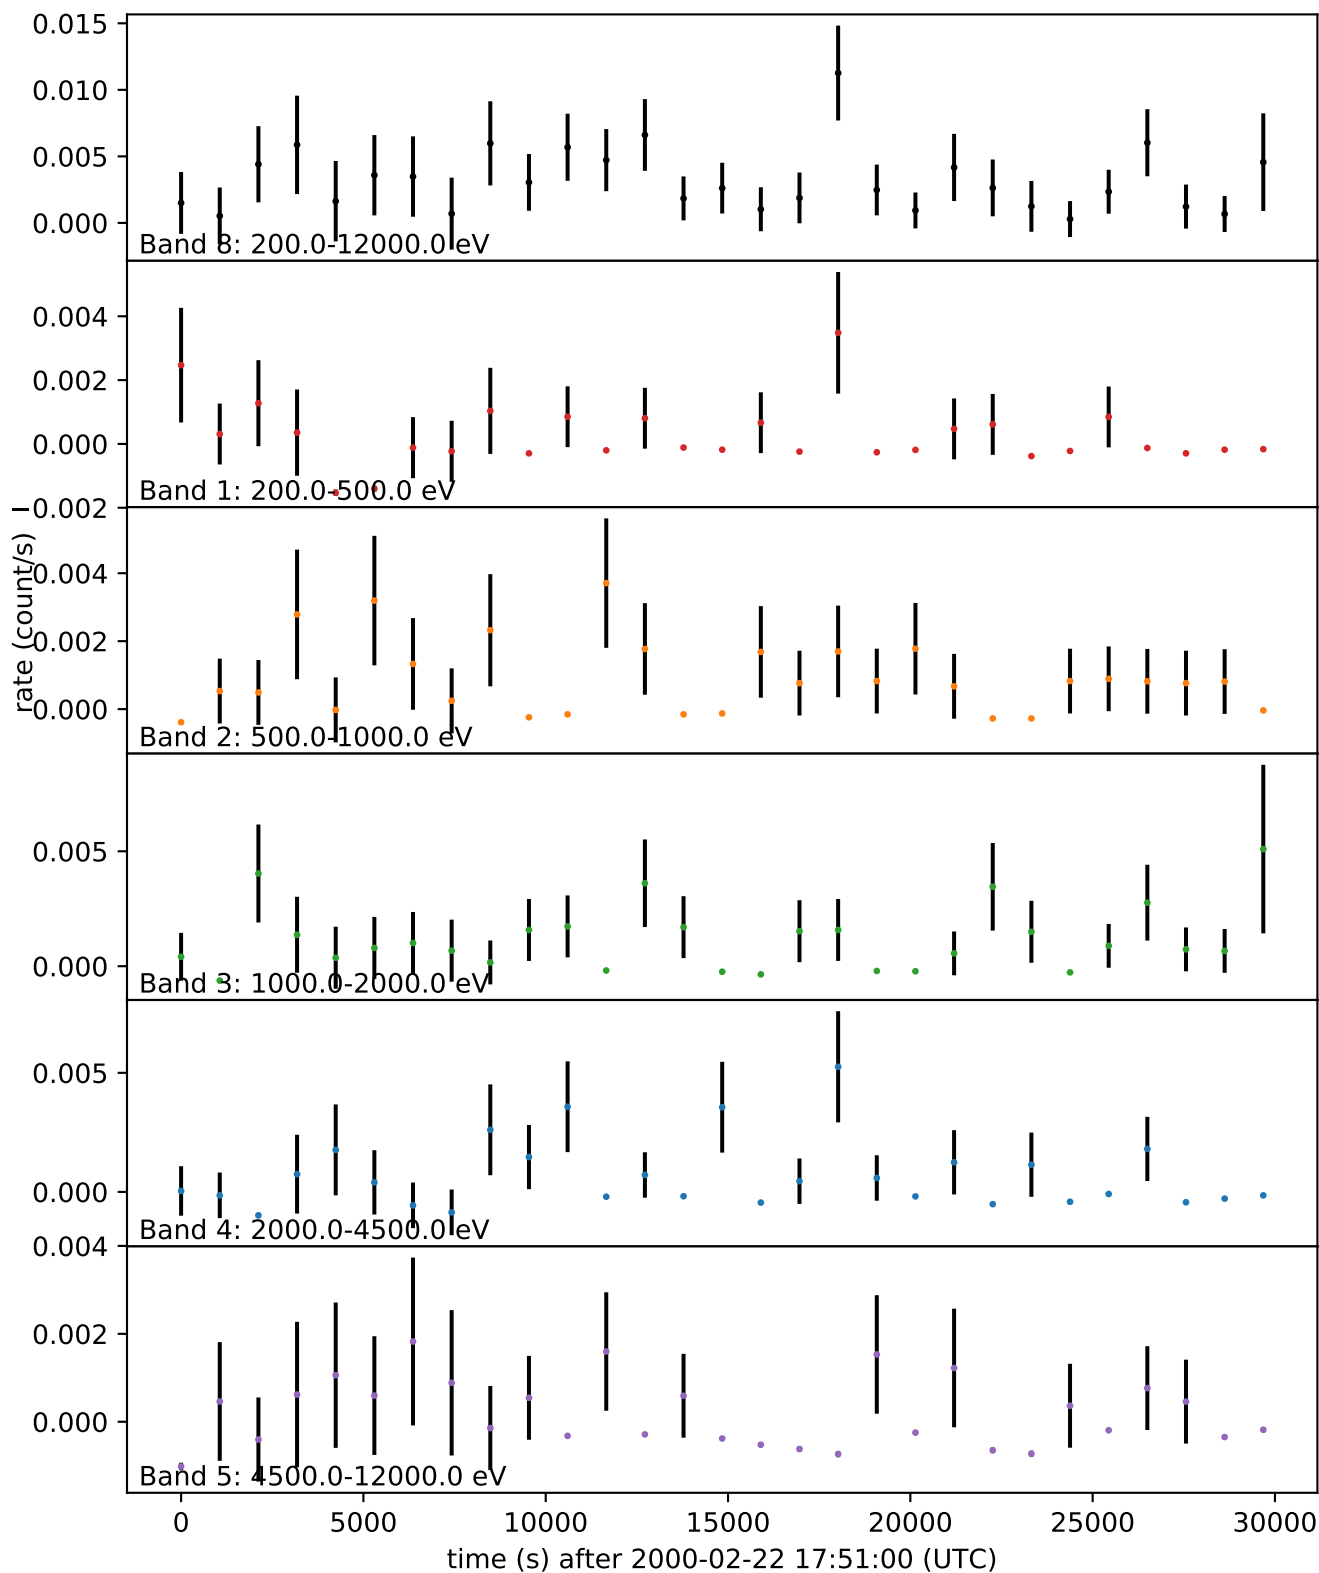 0.015
0.010
0.005
0.000
Band 8: 200.0-12000.0 eV
0.004
0.002
0.000
−0.002
Band 1: 200.0-500.0 eV
rate (count/s)
0.004
0.002
0.000
Band 2: 500.0-1000.0 eV
0.005
0.000
Band 3: 1000.0-2000.0 eV
0.005
0.000
Band 4: 2000.0-4500.0 eV
0.004
0.002
0.000
Band 5: 4500.0-12000.0 eV
0 5000 10000 15000 20000 25000 30000
time (s) after 2000-02-22 17:51:00 (UTC)